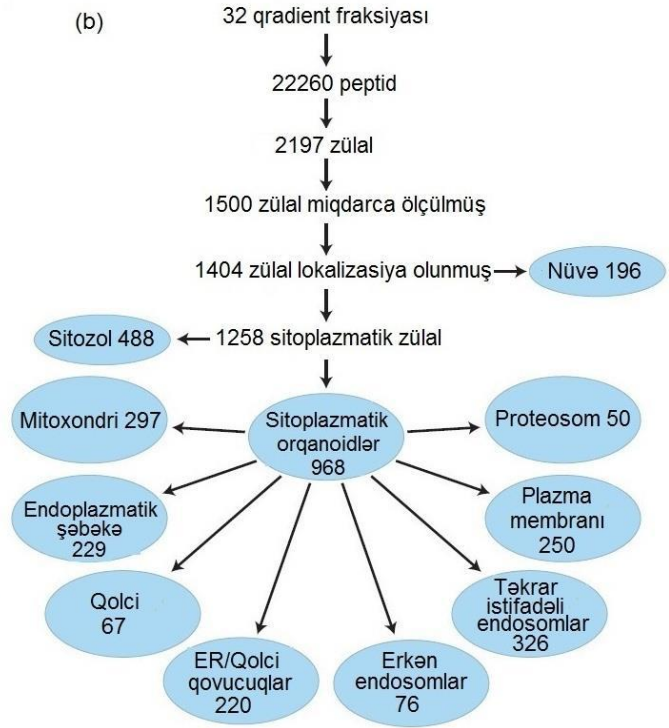 (b)
32 qradient fraksiyası
22260 peptid
2197 zülal
1500 zülal miqdarca ölçülmüş
1404 zülal lokalizasiya olunmuş
Nüvə 196
Sitozol 488
1258 sitoplazmatik zülal
Mitoxondri 297
Sitoplazmatik
orqanoidlər
968
Proteosom 50
Endoplazmatik
şəbəkə
229
Plazma
membranı
250
Qolci
67
Təkrar
istifadəli
endosomlar
326
ER/Qolci
qovucuqlar
220
Erkən
endosomlar
76